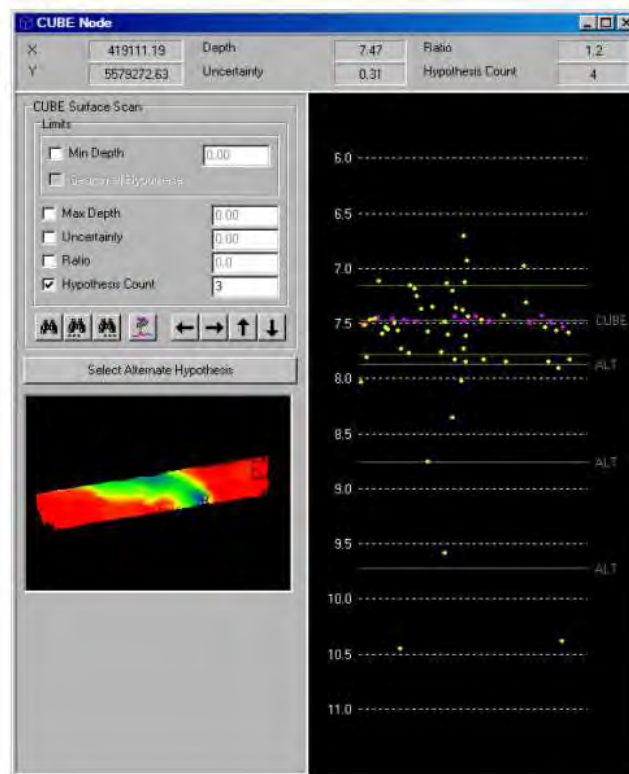 CUBE Node
X 419111.19 Depth 7.47 Ratio 1.2
Y 5579272.63 Uncertainty 0.31 Hypothesis Count 4
CUBE Surface Scan
Limits
Min Depth 0.00
Max Depth 0.00
Uncertainty 0.00
Ratio 0.0
Hypothesis Count 3
Select Alternate Hypothesis
6.0
6.5
7.0
7.5 CUBE
ALT
8.0
8.5
ALT
9.0
9.5
ALT
10.0
10.5
11.0